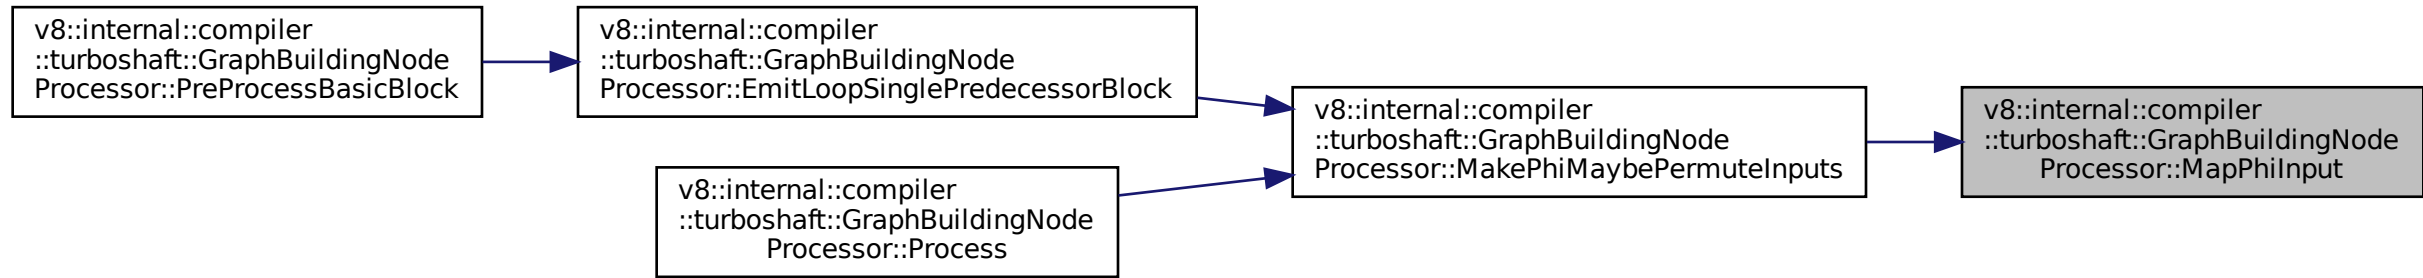 v8::internal::compiler
::turboshaft::GraphBuildingNode
Processor::PreProcessBasicBlock
v8::internal::compiler
::turboshaft::GraphBuildingNode
Processor::EmitLoopSinglePredecessorBlock
v8::internal::compiler
::turboshaft::GraphBuildingNode
Processor::Process
v8::internal::compiler
::turboshaft::GraphBuildingNode
Processor::MakePhiMaybePermuteInputs
v8::internal::compiler
::turboshaft::GraphBuildingNode
Processor::MapPhiInput